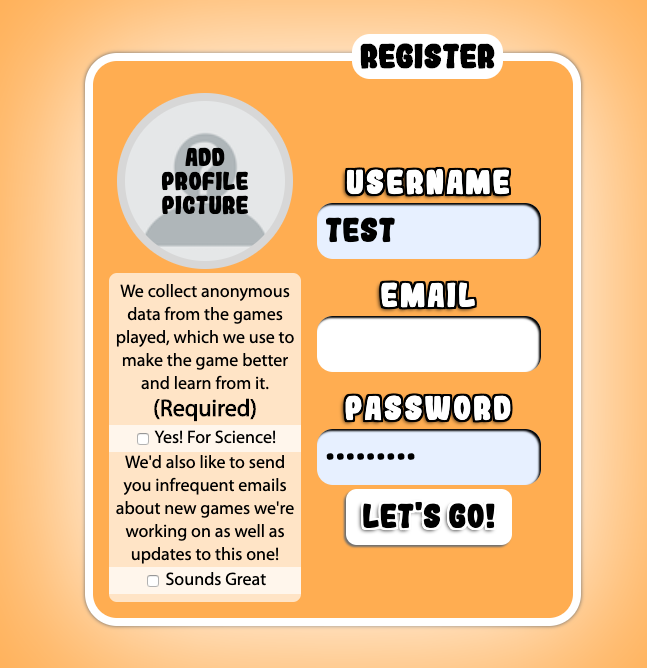 REGISTER
ADD
PROFILE
PICTURE
We collect anonymous
data from the games
played, which we use to
make the game better
and learn from it.
(Required)
Yes! For Science!
We'd also like to send
you infrequent emails
about new games we're
working on as well as
updates to this one!
Sounds Great
USERNAME
TEST
EMAIL
PASSWORD
•••••••••
LET'S GO!